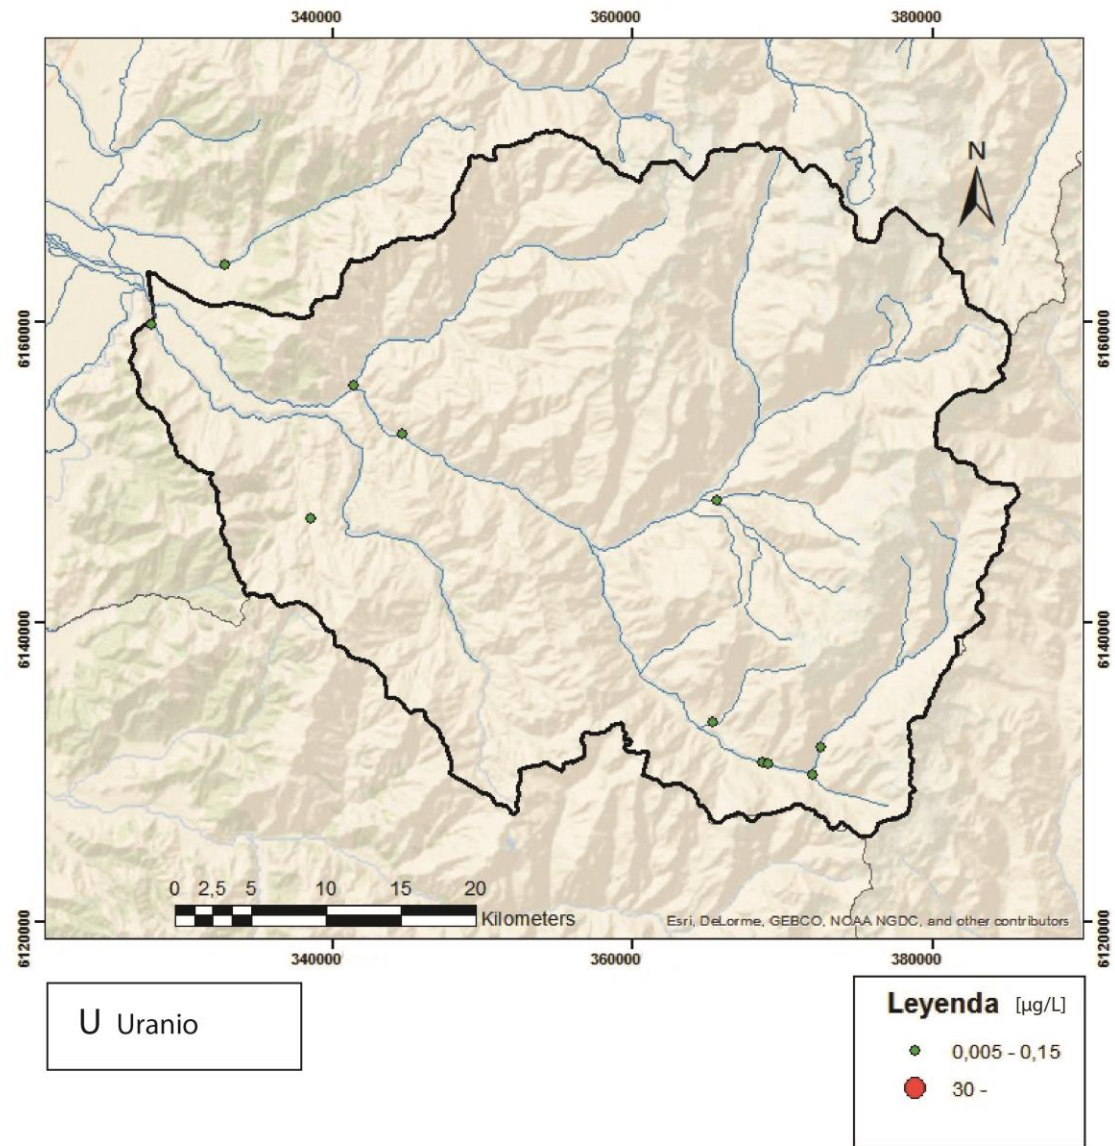 340000 360000 380000
N
6160000 6160000
6140000 6140000
6120000 6120000
0 2,5 5 10 15 20
Kilometers
Esri, DeLorme, GEBCO, NOAA NGDC, and other contributors
340000 360000 380000
U Uranio
Leyenda [µg/L]
0,005 - 0,15
30 -